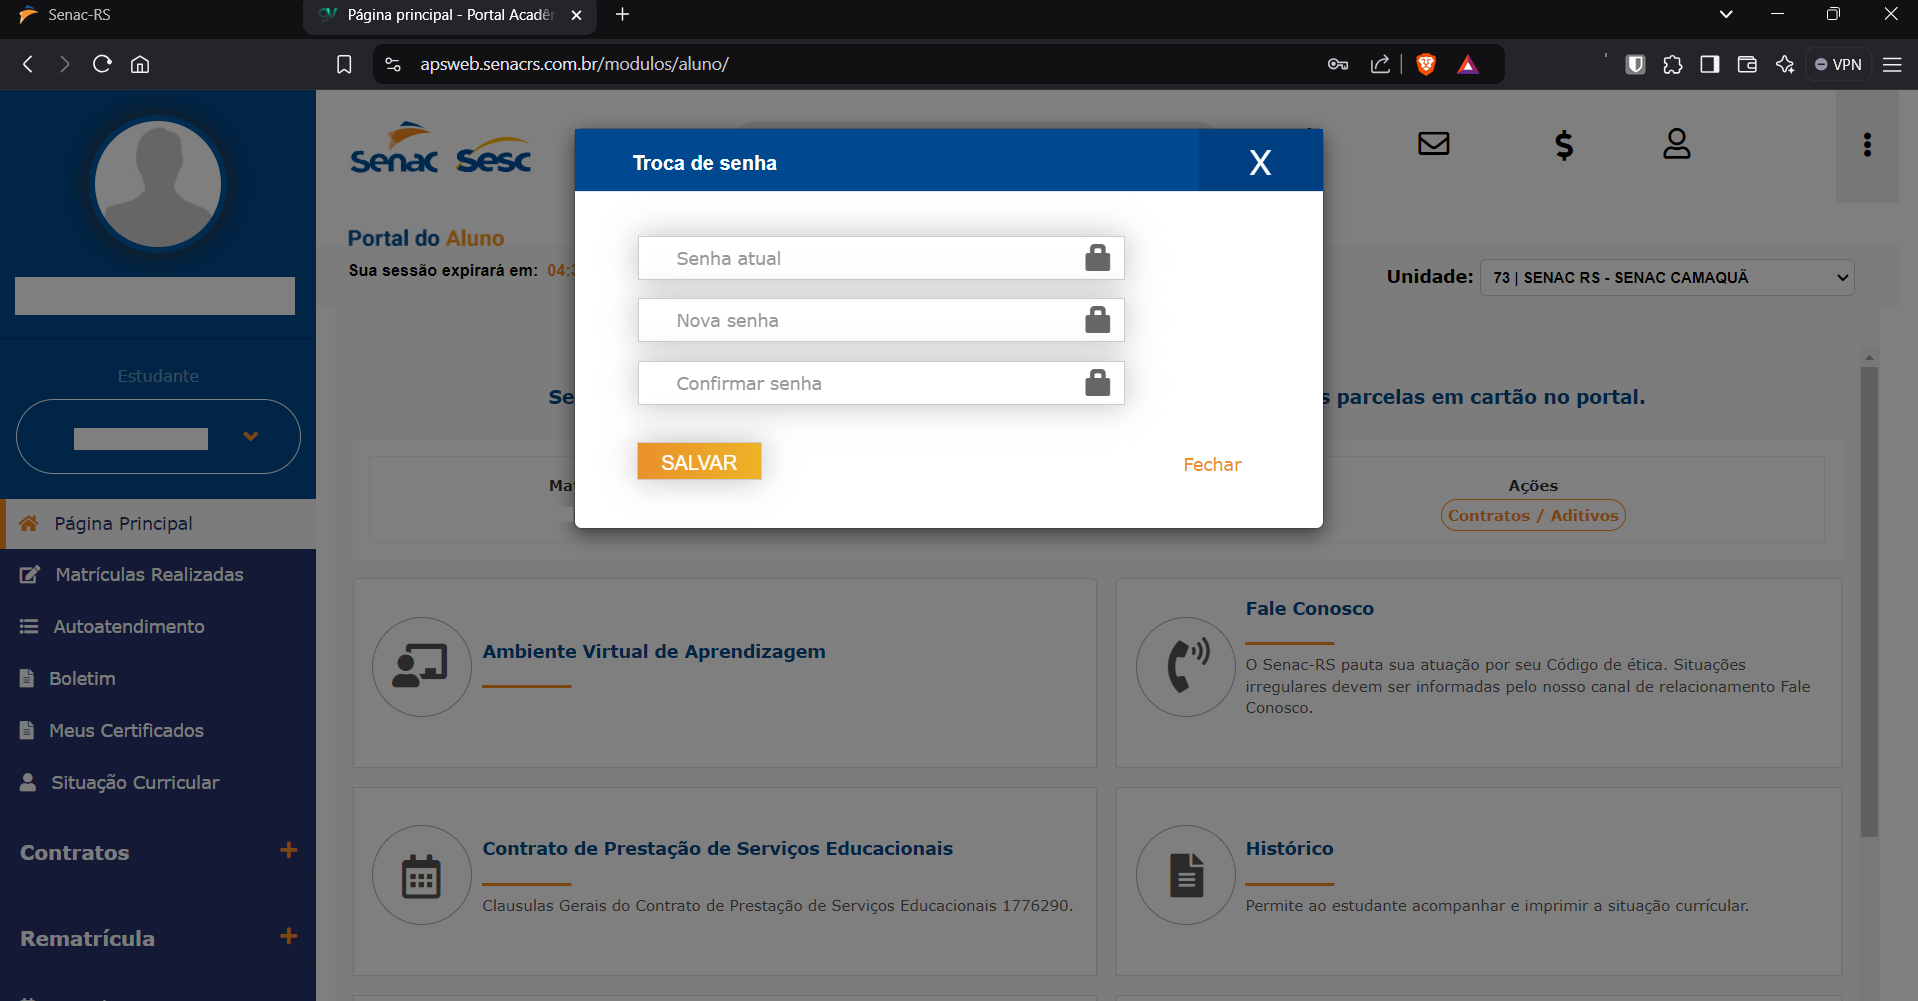 Senac-RS
Página principal - Portal Acadêr
apsweb.senacrs.com.br/modulos/aluno/
VPN
Senac Sesc
Portal do Aluno
Sua sessão expirará em: 04:3
Unidade: 73 | SENAC RS - SENAC CAMAQUÃ
Troca de senha
X
Senha atual
Nova senha
Confirmar senha
SALVAR
Fechar
Estudante
Página Principal
Matrículas Realizadas
Autoatendimento
Boletim
Meus Certificados
Situação Curricular
Contratos
Rematrícula
Se
s parcelas em cartão no portal.
Mat
Ações
Contratos / Aditivos
Ambiente Virtual de Aprendizagem
Fale Conosco
O Senac-RS pauta sua atuação por seu Código de ética. Situações
irregulares devem ser informadas pelo nosso canal de relacionamento Fale
Conosco.
Contrato de Prestação de Serviços Educacionais
Clausulas Gerais do Contrato de Prestação de Serviços Educacionais 1776290.
Histórico
Permite ao estudante acompanhar e imprimir a situação currícular.